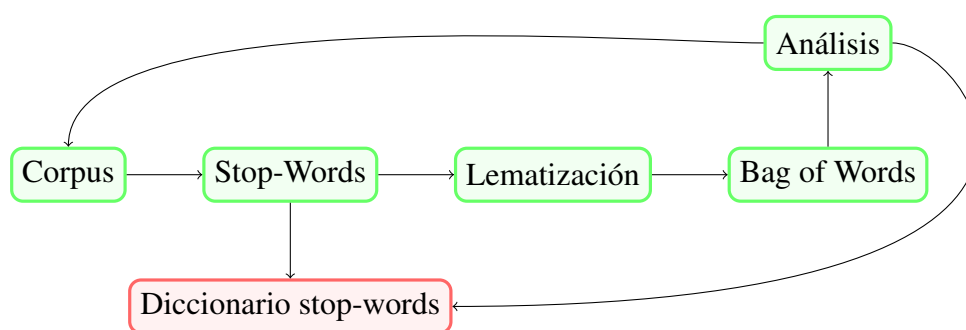 Análisis
Corpus
Stop-Words
Lematización
Bag of Words
Diccionario stop-words